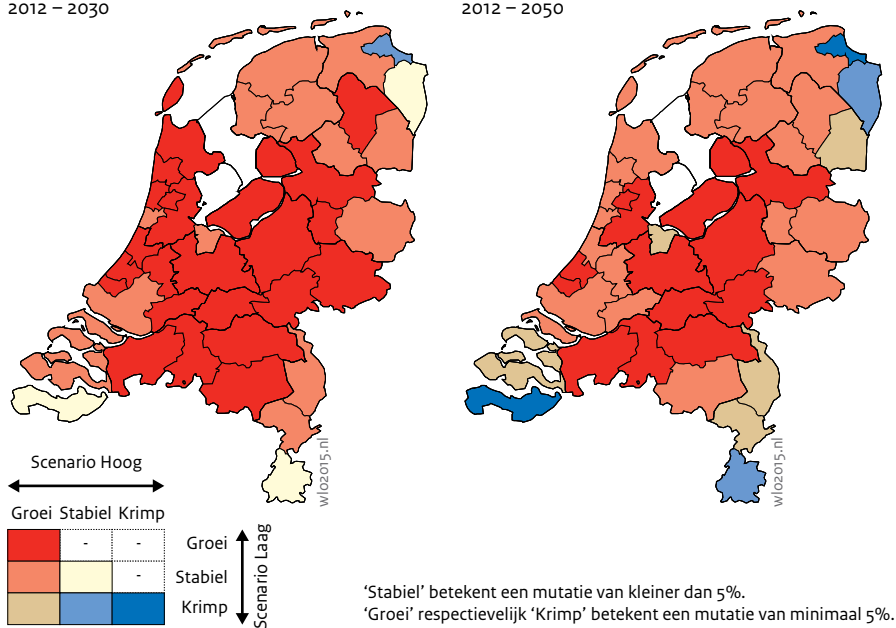 2012 – 2030
2012 – 2050
wlo2015.nl
wlo2015.nl
Scenario Hoog
Groei Stabiel Krimp
- - Groei
- Stabiel
Krimp
Scenario Laag
‘Stabiel’ betekent een mutatie van kleiner dan 5%.
‘Groei’ respectievelijk ‘Krimp’ betekent een mutatie van minimaal 5%.